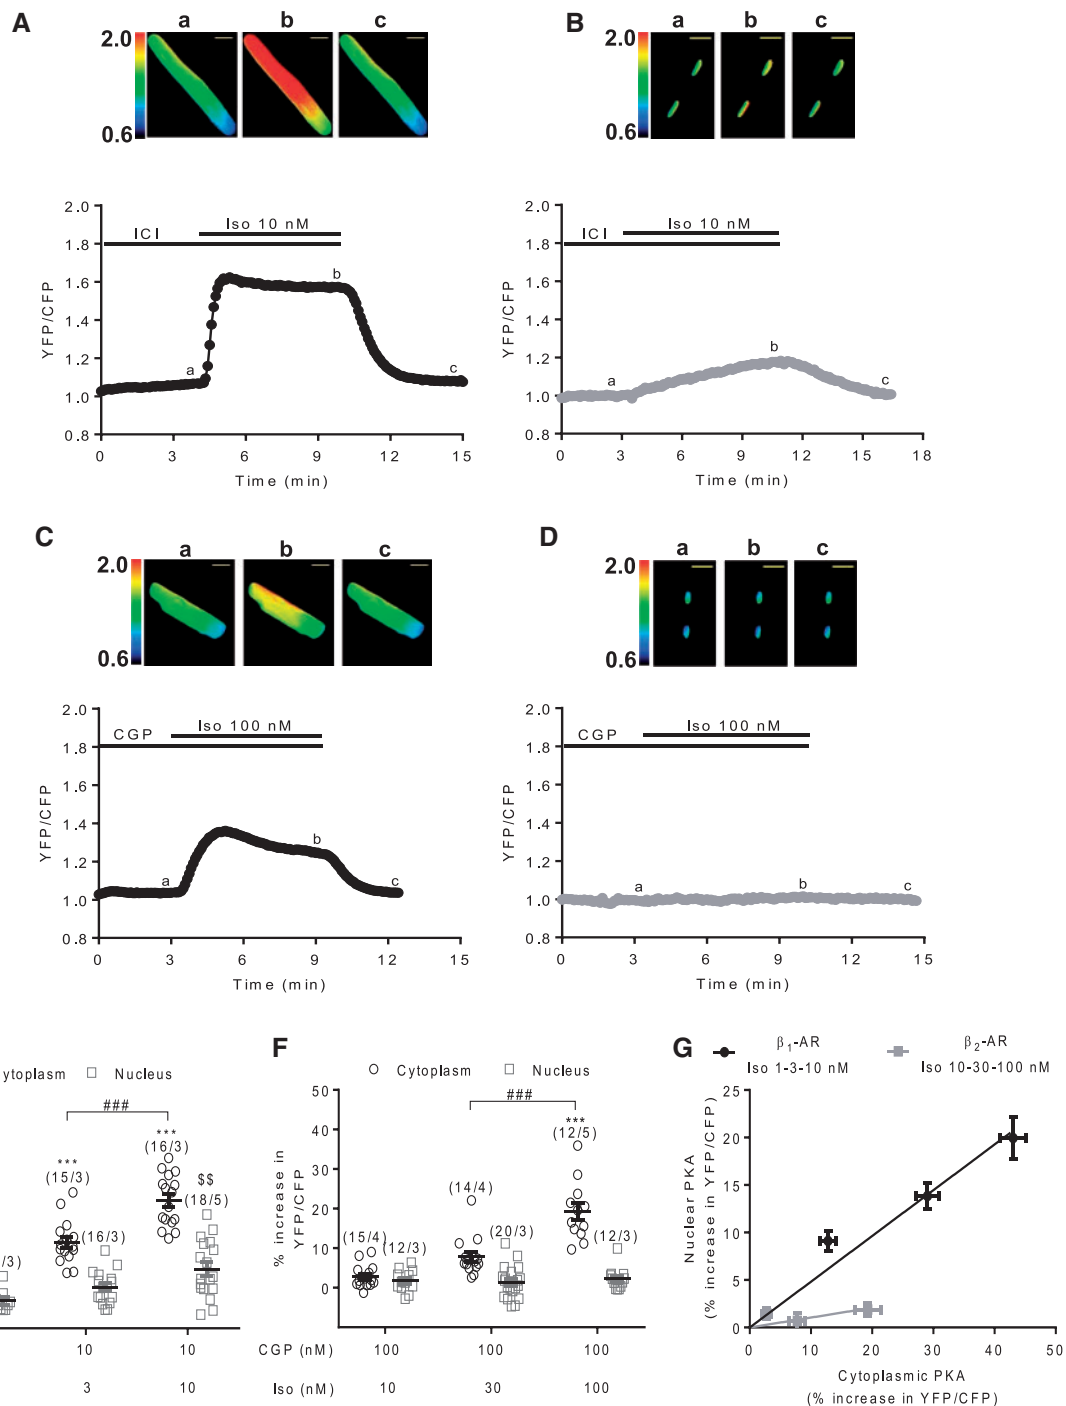 A
a b c
2.0
0.6
2.0
1.8
1.6
1.4
1.2
1.0
0.8
YFP/CFP
ICI
Iso 10 nM
a
b
c
0 3 6 9 12 15
Time (min)
B
a b c
2.0
0.6
2.0
1.8
1.6
1.4
1.2
1.0
0.8
YFP/CFP
ICI
Iso 10 nM
a
b
c
0 3 6 9 12 15 18
Time (min)
C
a b c
2.0
0.6
2.0
1.8
1.6
1.4
1.2
1.0
0.8
YFP/CFP
CGP
Iso 100 nM
a
b
c
0 3 6 9 12 15
Time (min)
D
a b c
2.0
0.6
2.0
1.8
1.6
1.4
1.2
1.0
0.8
YFP/CFP
CGP
Iso 100 nM
a
b
c
0 3 6 9 12 15
Time (min)
ytoplasm Nucleus
###
***
(16/3)
***
(15/3)
$$
(18/5)
(16/3)
/3)
10 10
3 10
F
Cytoplasm Nucleus
50
40
30
20
10
0
% increase in
YFP/CFP
###
***
(12/5)
(14/4)
(15/4)
(12/3)
(20/3)
(12/3)
CGP (nM) 100 100 100
Iso (nM) 10 30 100
G
β1-AR
Iso 1-3-10 nM
β2-AR
Iso 10-30-100 nM
25
20
15
10
5
0
Nuclear PKA
(% increase in YFP/CFP)
0 10 20 30 40 50
Cytoplasmic PKA
(% increase in YFP/CFP)